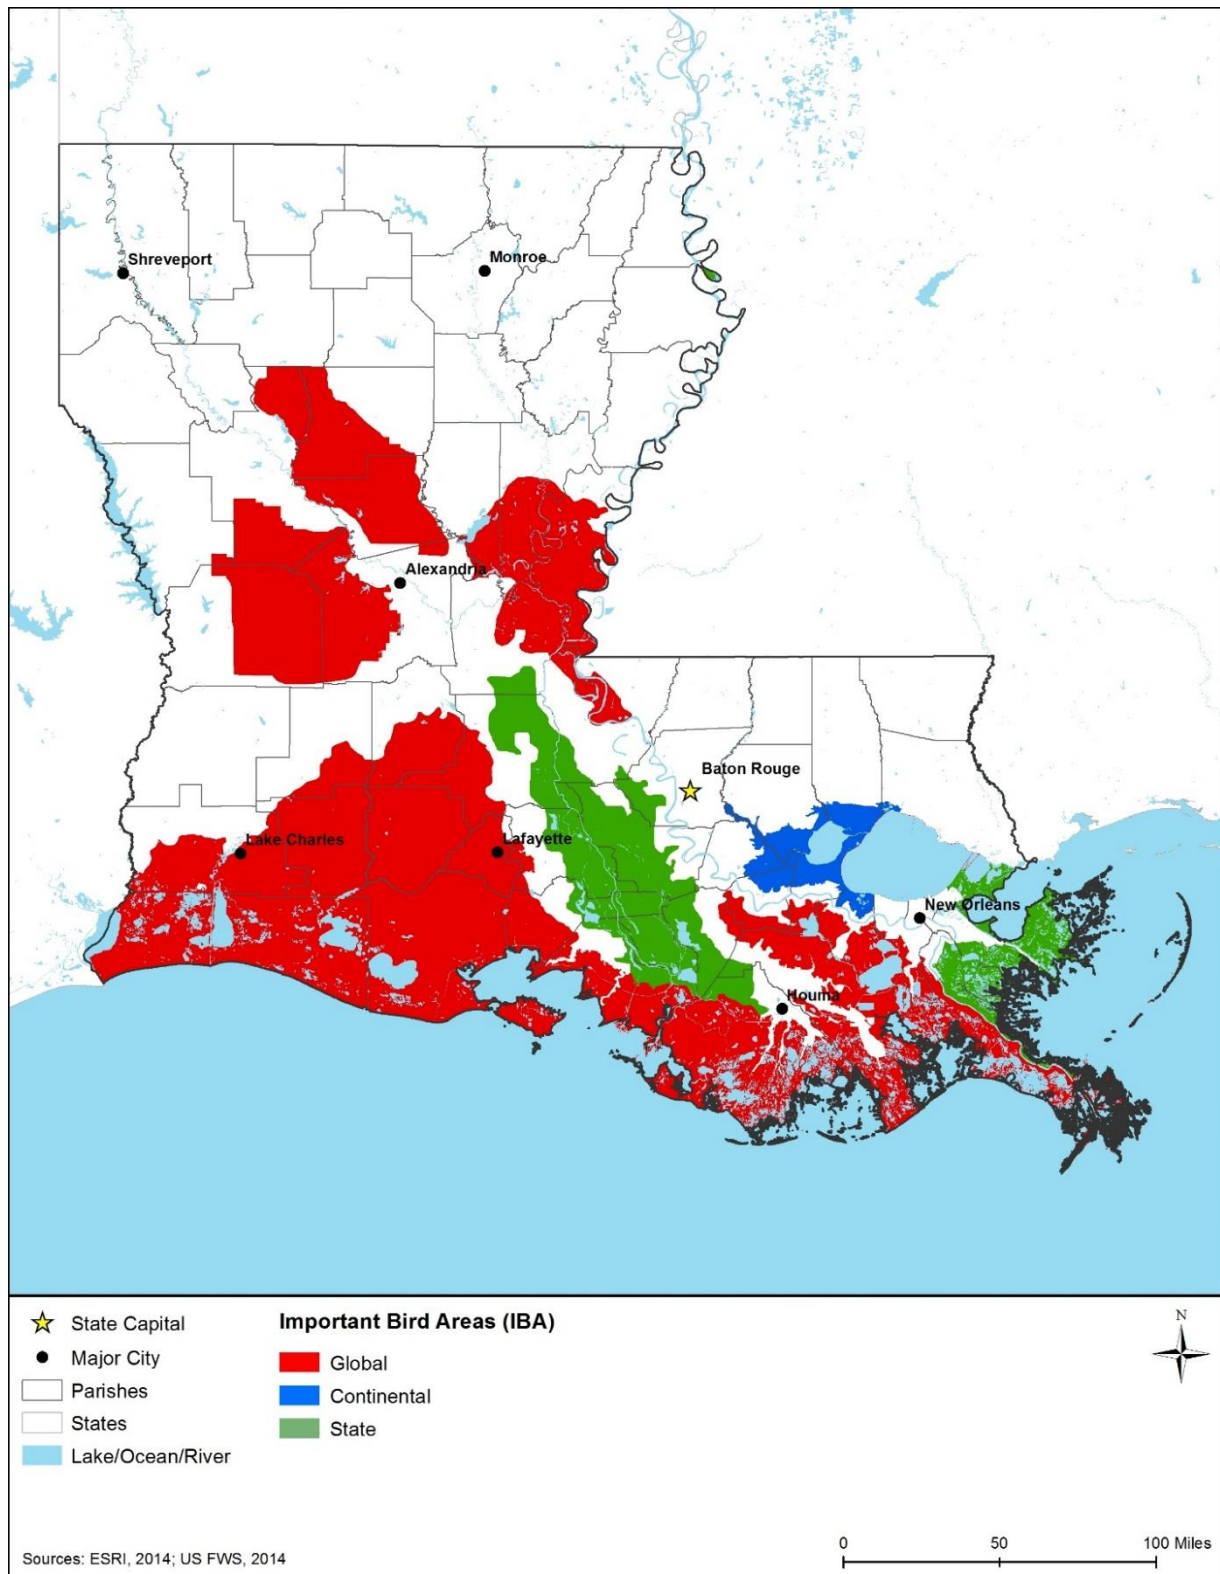 Shreveport
Monroe
Alexandria
Baton Rouge
Lake Charles
Lafayette
New Orleans
Houma
State Capital
Major City
Parishes
States
Lake/Ocean/River
Important Bird Areas (IBA)
Global
Continental
State
N
Sources: ESRI, 2014; US FWS, 2014
0 50 100 Miles